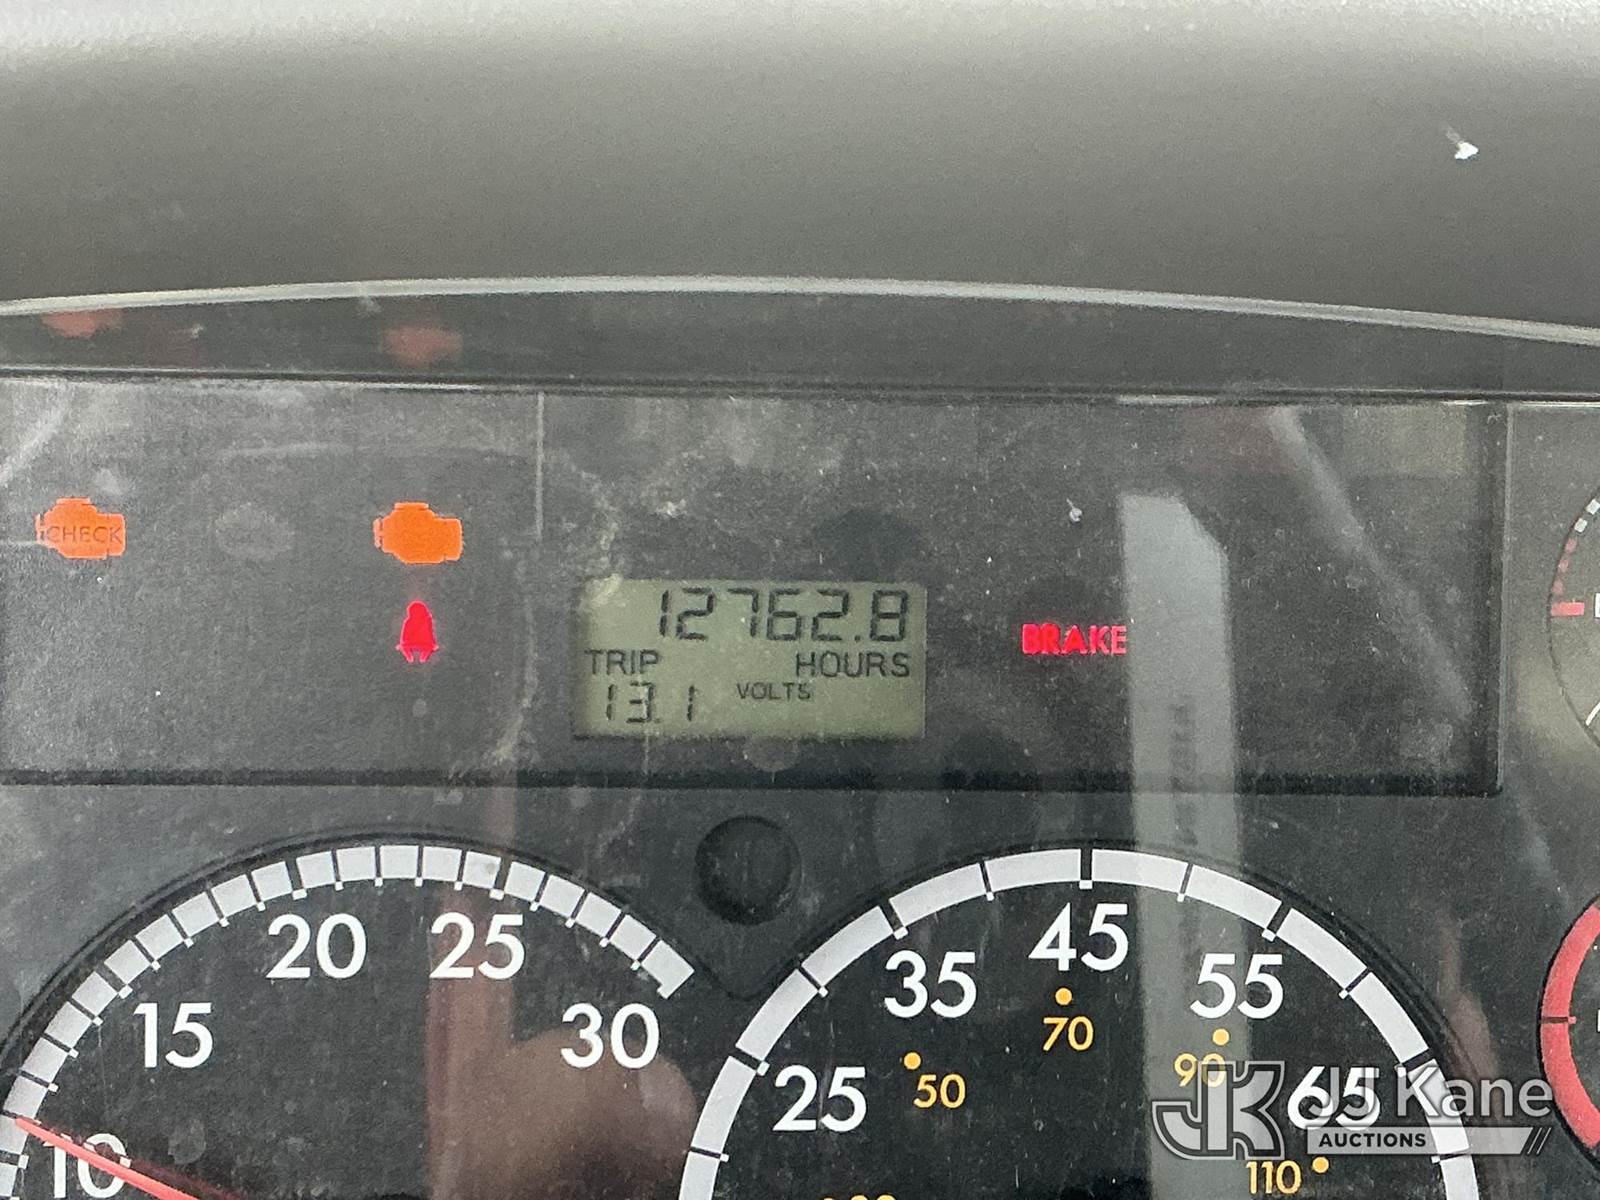 CHECK
12762.8
TRIP HOURS
13.1 VOLTS
BRAKE
10 15 20 25 30
25 35 45 55 65
50 70 90 110
JJ Kane
AUCTIONS